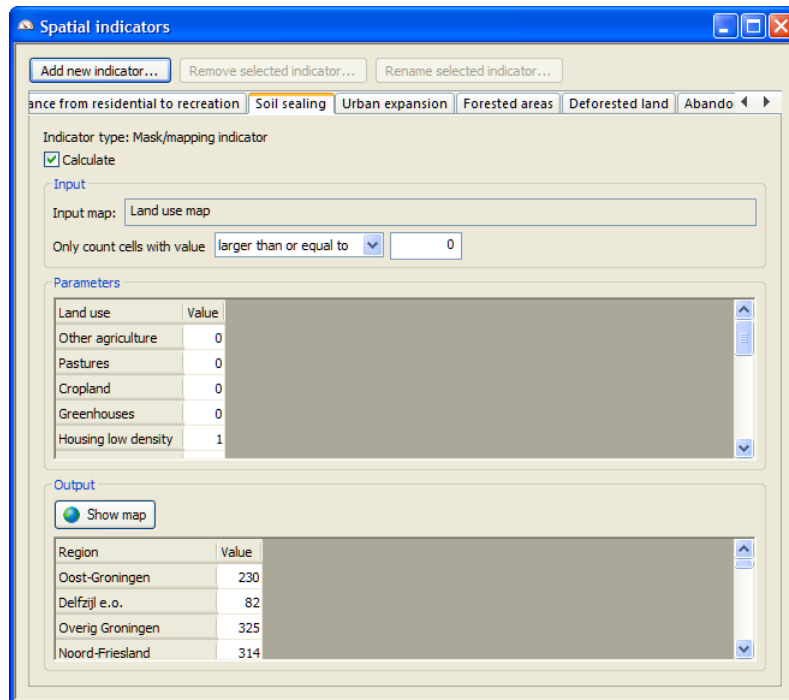 Spatial indicators
Add new indicator... Remove selected indicator... Rename selected indicator...
ance from residential to recreation Soil sealing Urban expansion Forested areas Deforested land Abando
Indicator type: Mask/mapping indicator
Calculate
Input
Input map: Land use map
Only count cells with value larger than or equal to 0
Parameters
Land use Value
Other agriculture 0
Pastures 0
Cropland 0
Greenhouses 0
Housing low density 1
Output
Show map
Region Value
Oost-Groningen 230
Delfzijl e.o. 82
Overig Groningen 325
Noord-Friesland 314